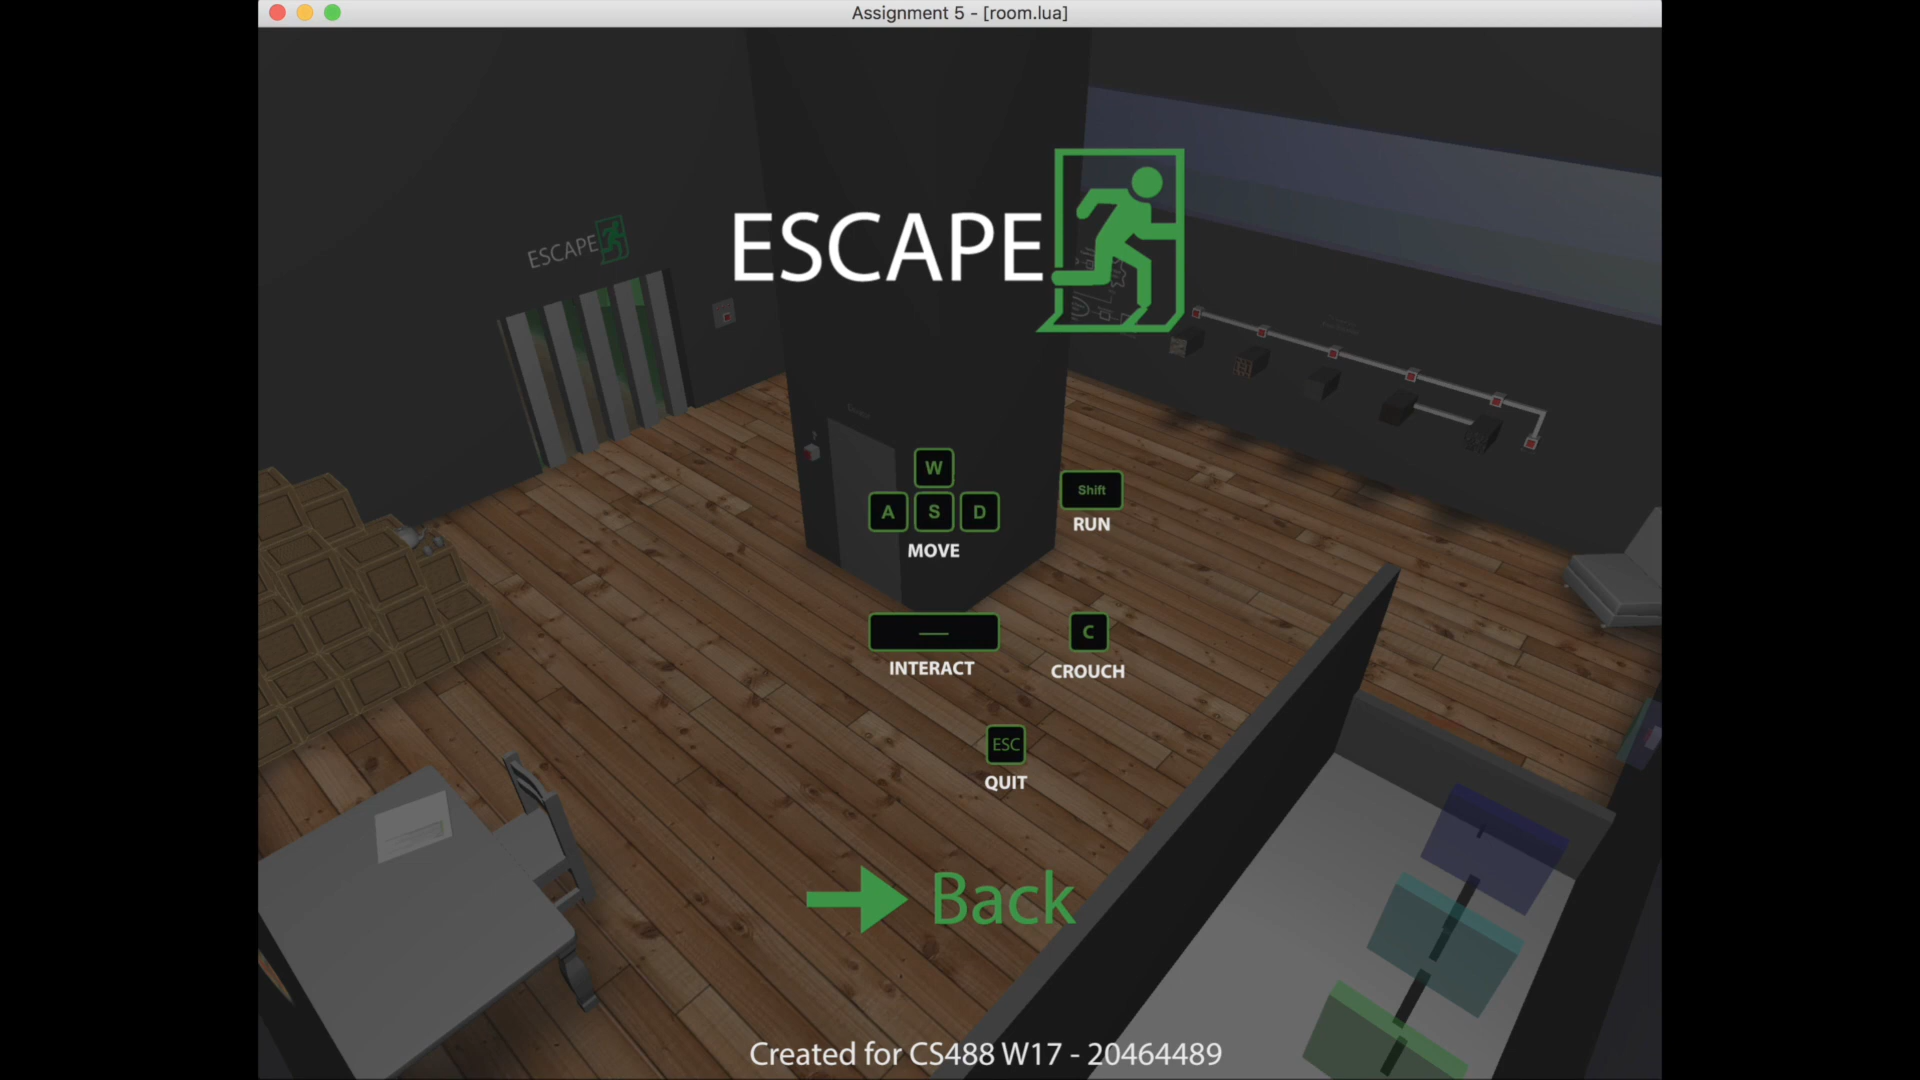 Assignment 5 - [room.lua]
ESCAPE
ESCAPE
W
A S D
MOVE
Shift
RUN
INTERACT
C
CROUCH
ESC
QUIT
Back
Created for CS488 W17 - 20464489